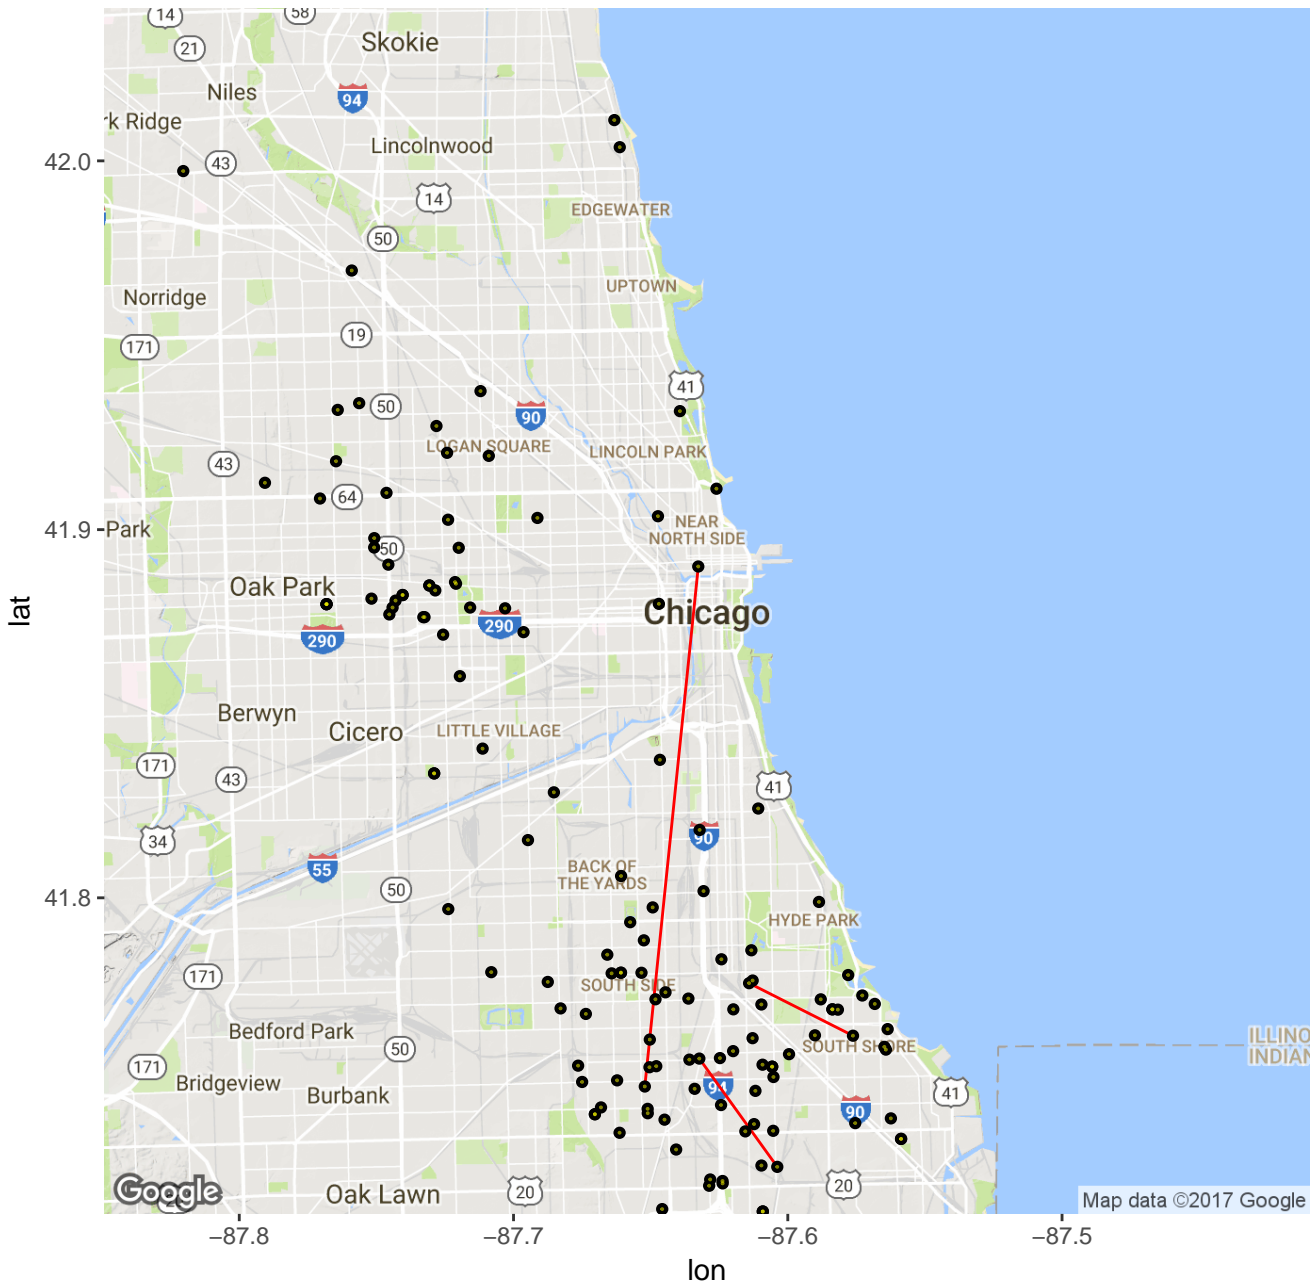 14
58
21
Skokie
Niles
94
rk Ridge
Lincolnwood
42.0
43
14
EDGEWATER
50
UPTOWN
Norridge
19
171
41
50
90
LOGAN SQUARE
LINCOLN PARK
43
64
NEAR
NORTH SIDE
41.9
Park
50
Oak Park
Chicago
290
290
lat
Berwyn
Cicero
LITTLE VILLAGE
171
43
41
34
90
55
BACK OF
THE YARDS
50
41.8
HYDE PARK
171
SOUTH SIDE
Bedford Park
50
SOUTH SHORE
ILLINO
INDIAN
171
Bridgeview
Burbank
94
41
90
Google
Oak Lawn
20
20
Map data ©2017 Google
−87.8
−87.7
−87.6
−87.5
lon